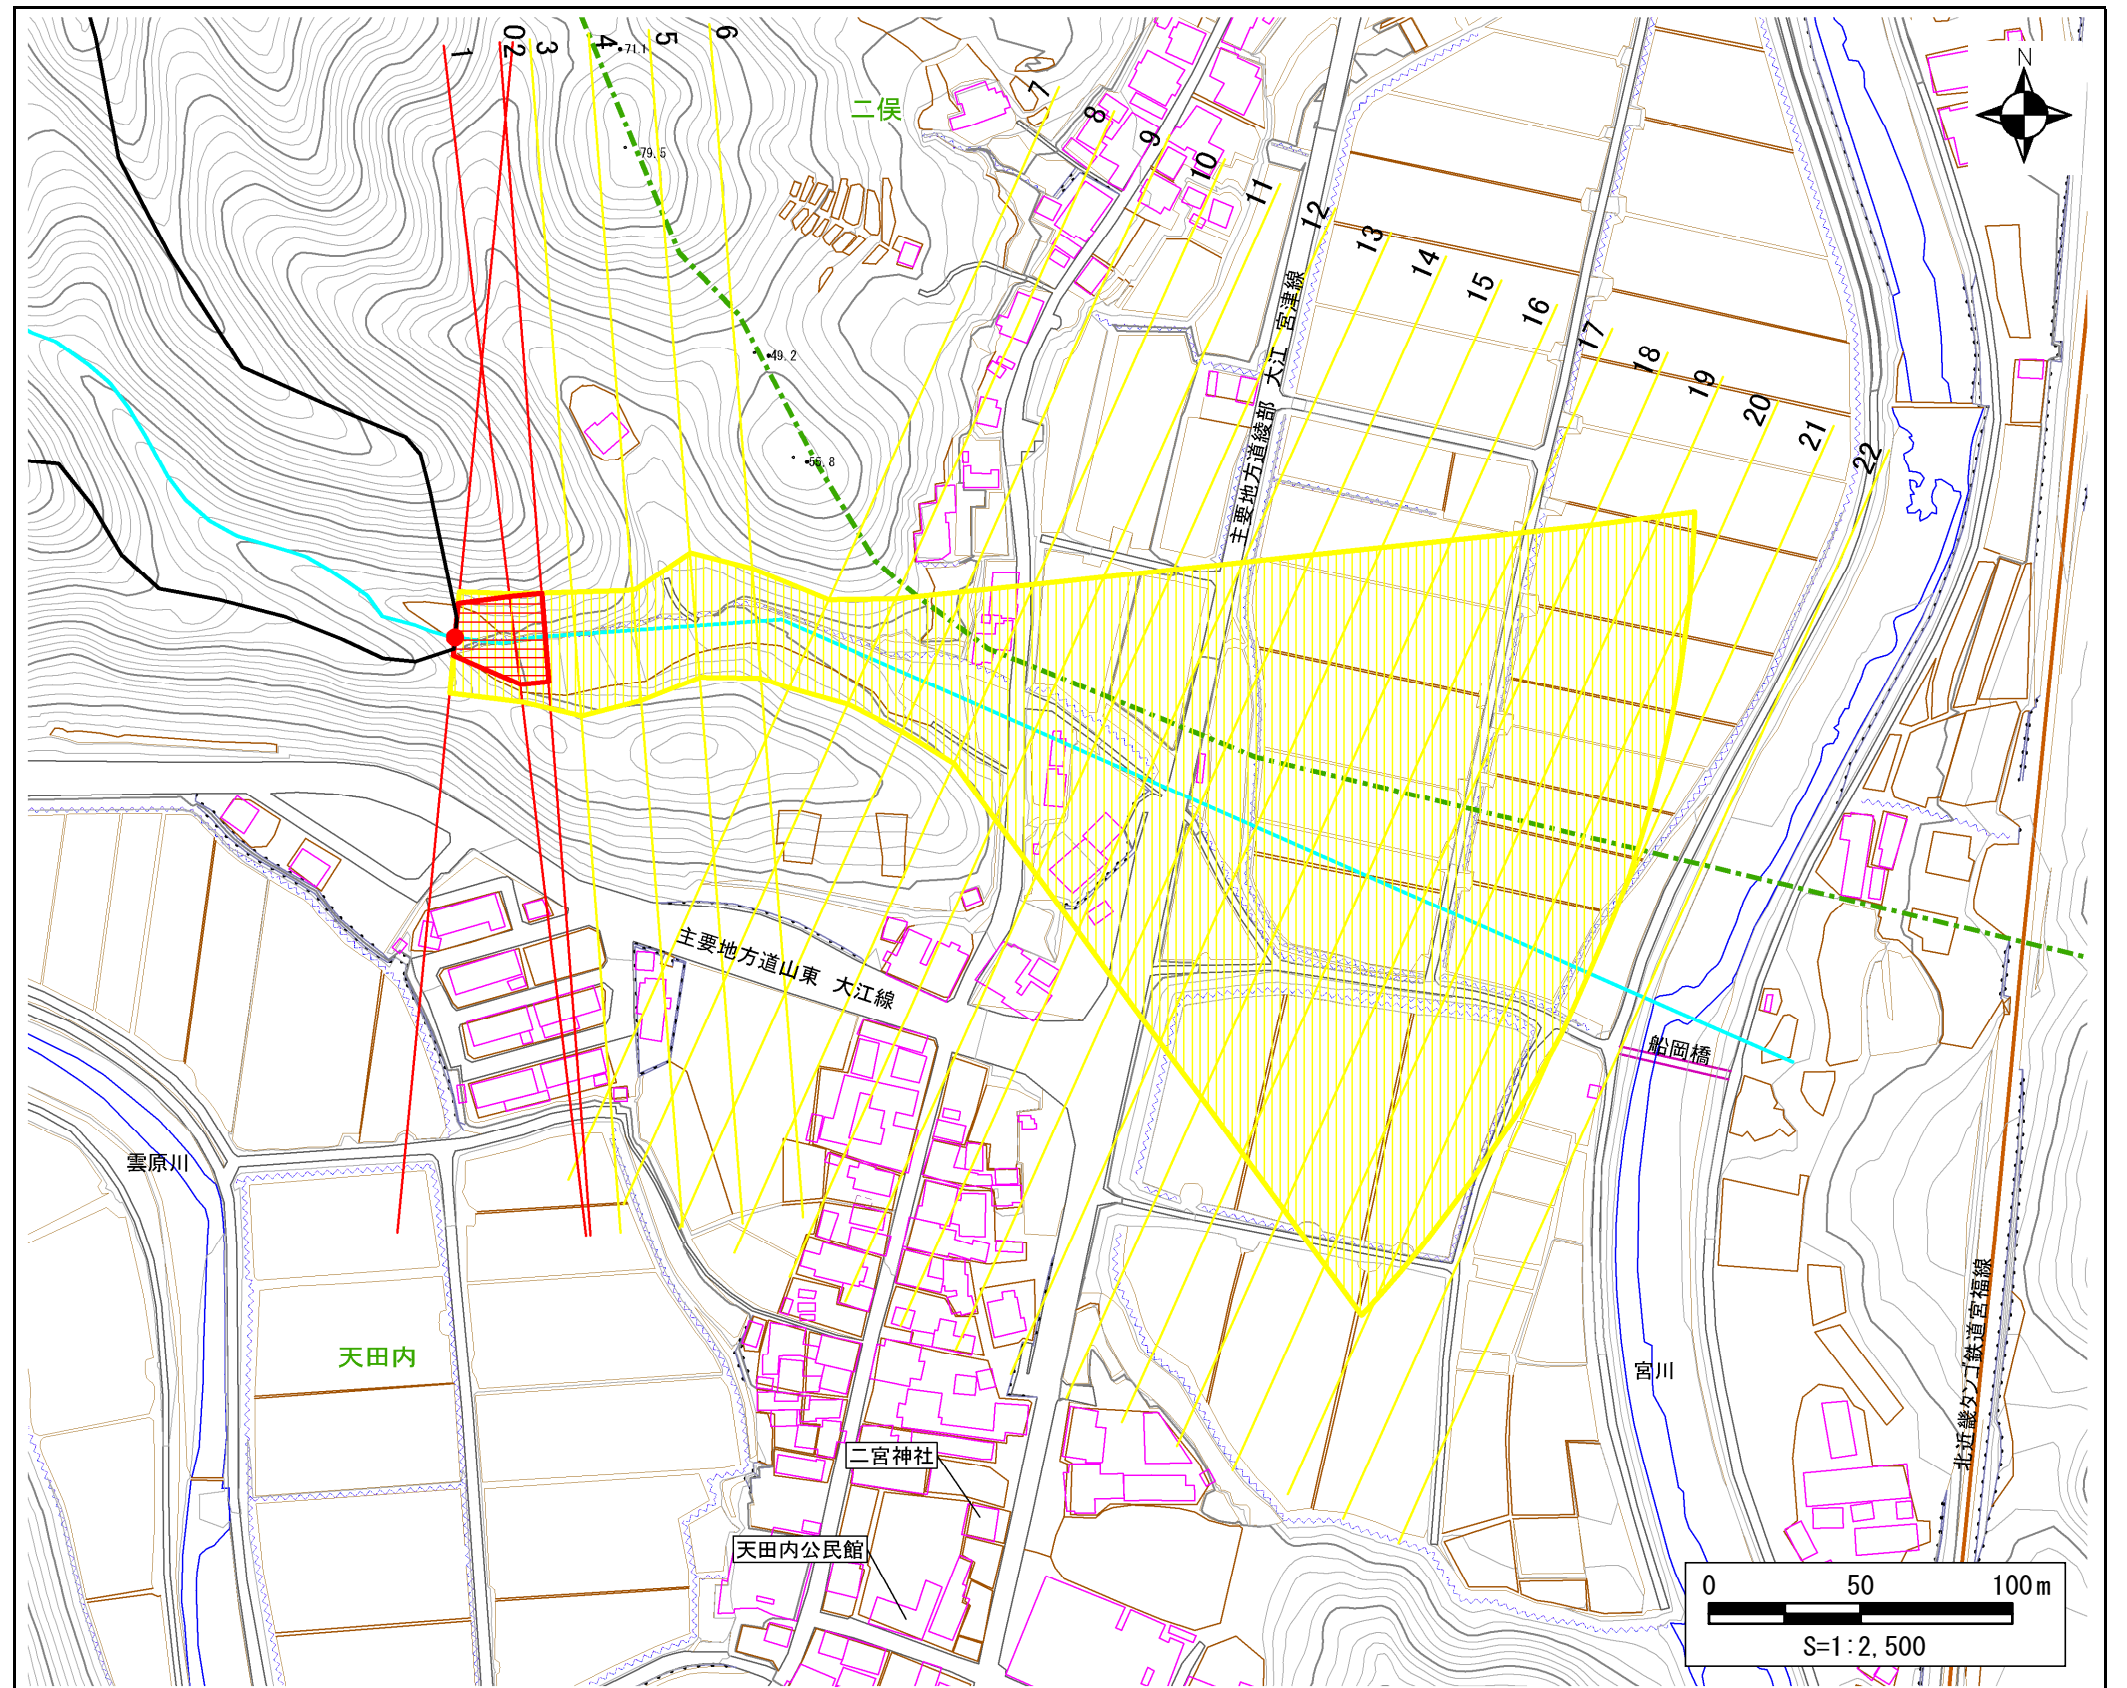 1
0
2
3
4
5
6
7
8
9
10
11
12
13
14
15
16
17
18
19
20
21
22
71.1
79.5
49.2
55.8
二俣
N
主要地方道綾部 大江 宮津線
主要地方道山東 大江線
船岡橋
雲原川
天田内
宮川
北近畿タンゴ鉄道宮福線
二宮神社
天田内公民館
0 50 100m
S=1:2,500